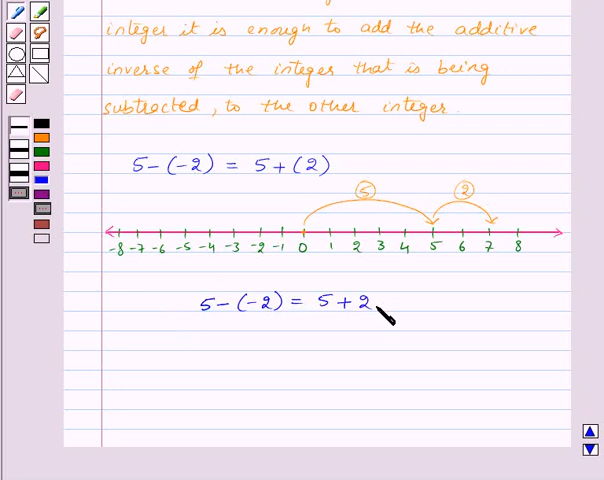 integer it is enough to add the additive
inverse of the integer that is being
subtracted, to the other integer.
5-(-2) = 5+(2)
5 2
-8 -7 -6 -5 -4 -3 -2 -1 0 1 2 3 4 5 6 7 8
5-(-2) = 5+2